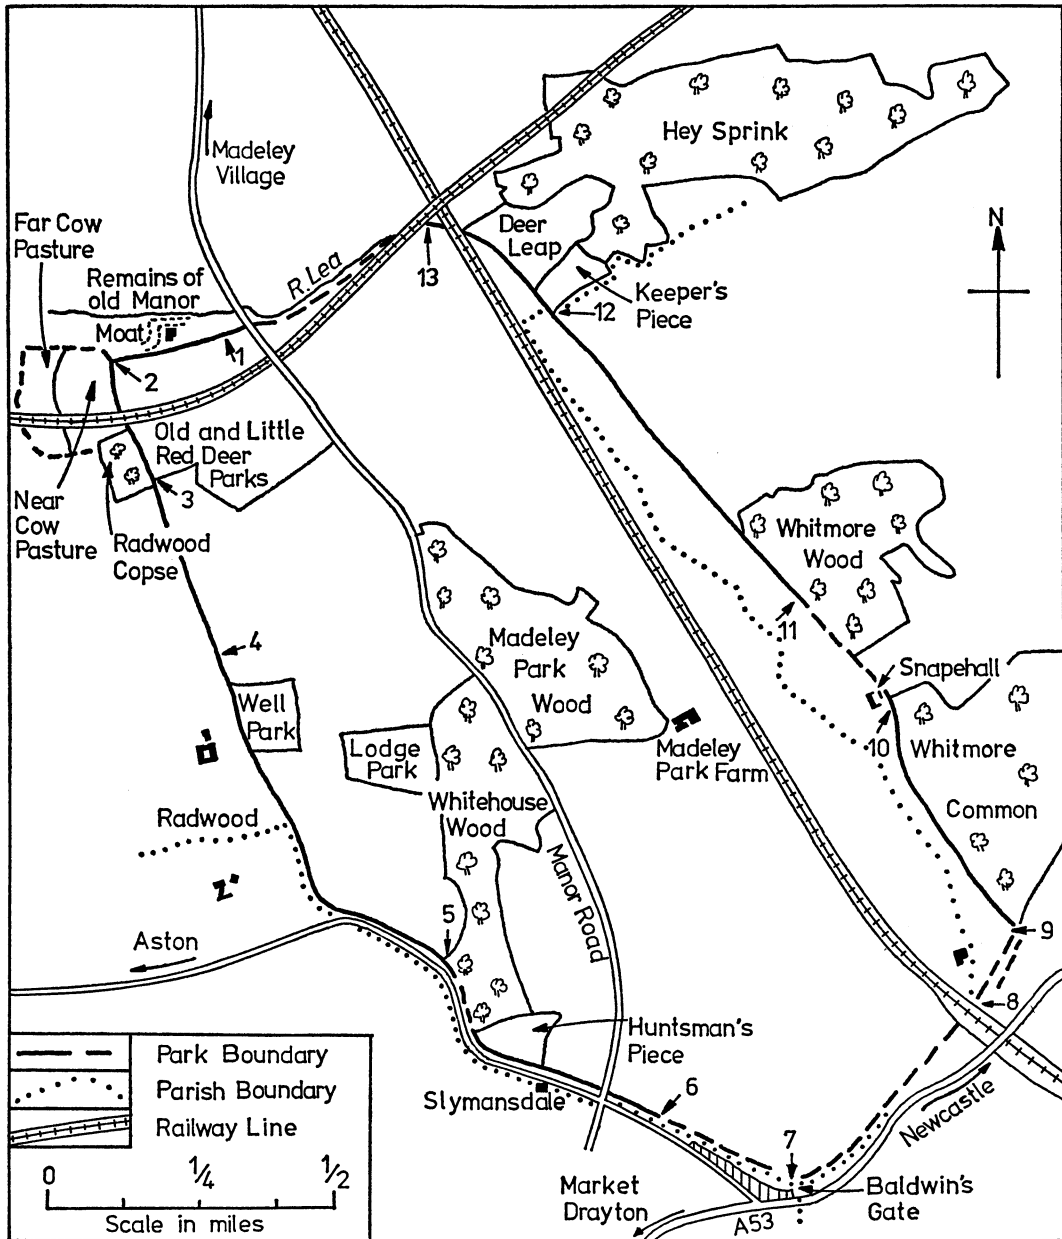 Madeley
Village
Hey Sprink
N
Far Cow
Pasture
Deer
Leap
R. Lea
Remains of
old Manor
Moat
13
Keeper's
Piece
12
1
2
Old and Little
Red Deer
Parks
3
Near
Cow
Pasture
Radwood
Copse
Whitmore
Wood
11
4
Madeley
Park
Wood
Snapehall
Well
Park
10
Lodge
Park
Madeley
Park Farm
Whitmore
Common
Whitehouse
Wood
Radwood
Manor Road
5
9
Aston
8
Huntsman's
Piece
Park Boundary
Parish Boundary
Railway Line
Slymansdale
6
Newcastle
7
0
1/4
1/2
Scale in miles
Market
Drayton
A53
Baldwin's
Gate